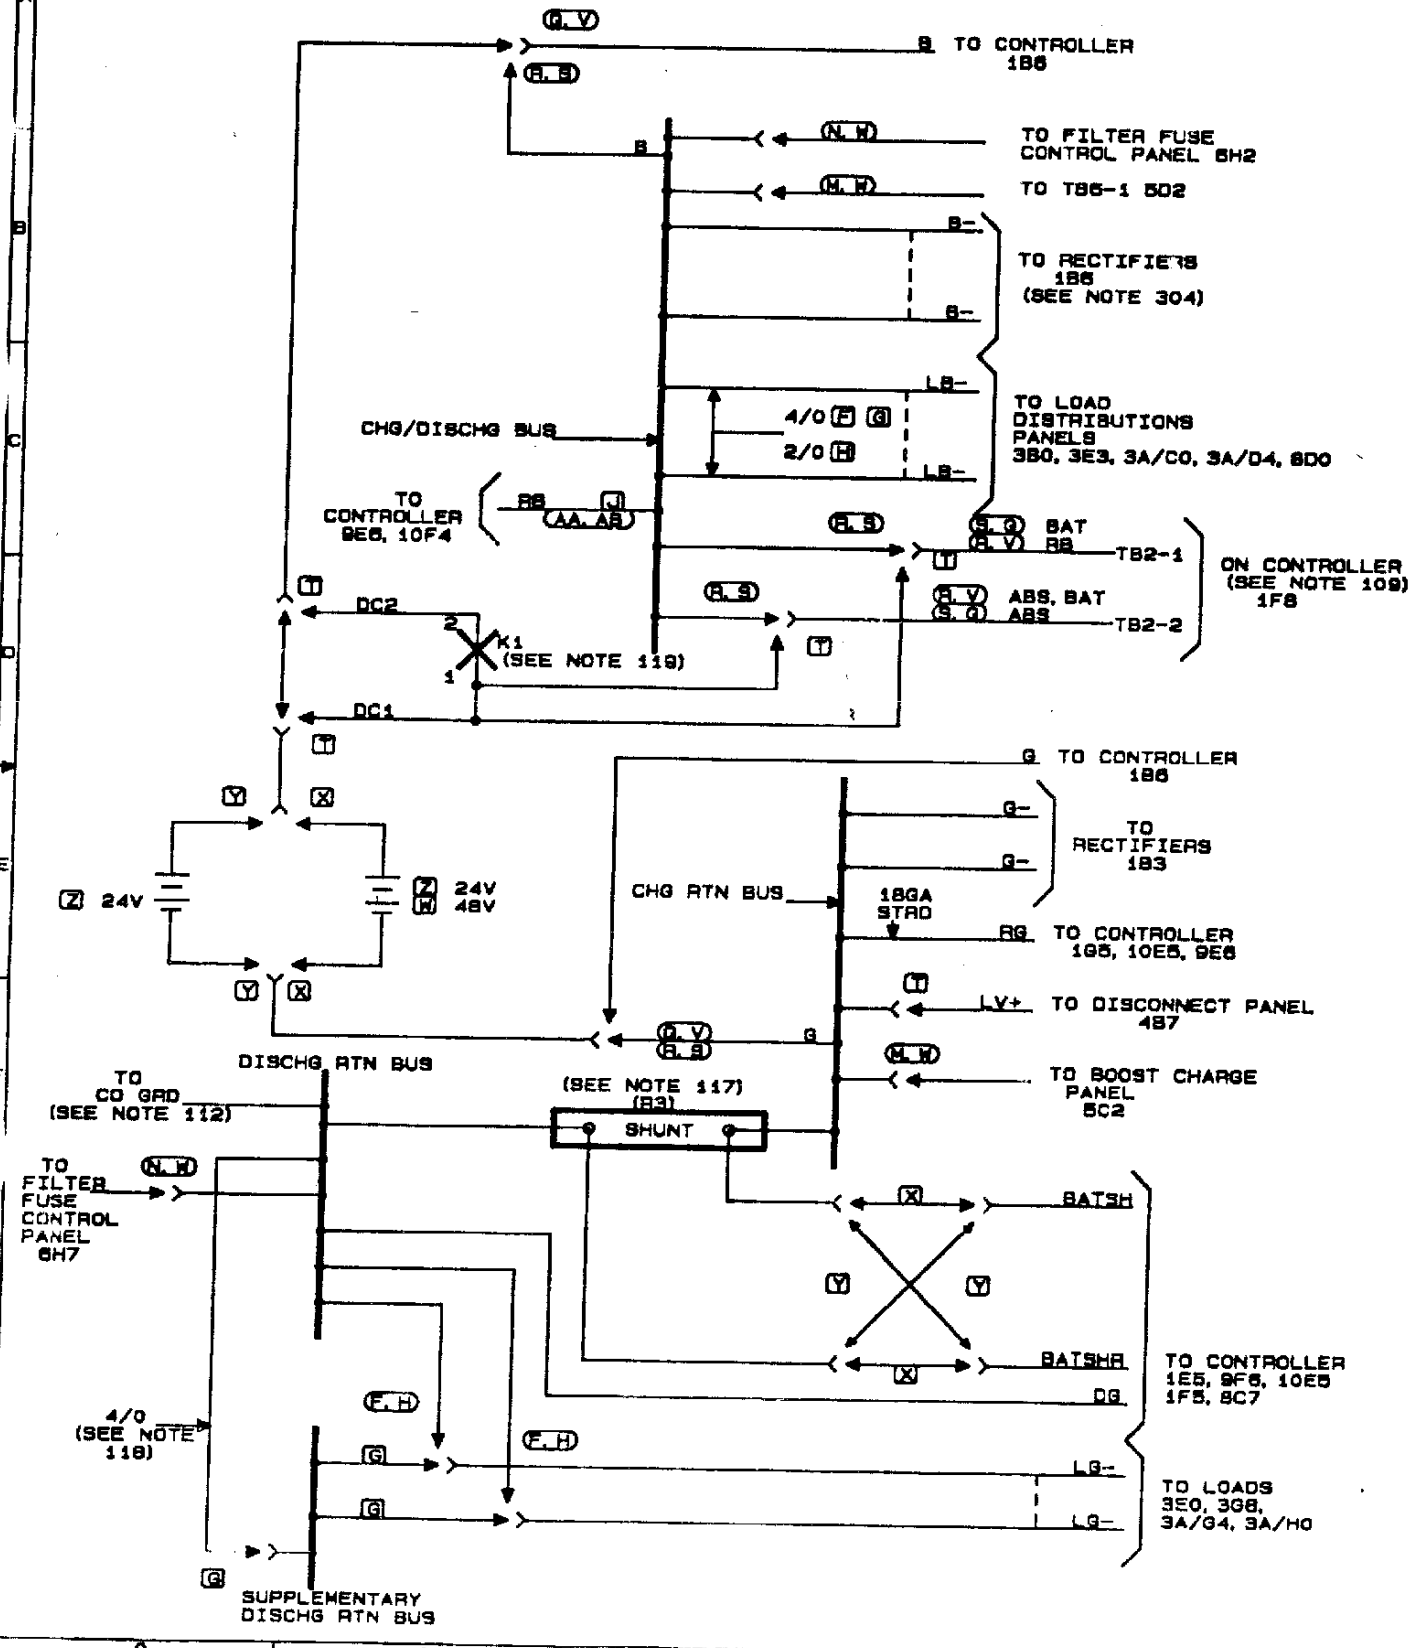 Q, V
B TO CONTROLLER
1B6
R, S
B
N, W
TO FILTER FUSE
CONTROL PANEL 6H2
M, W
TO TB6-1 5D2
B-
TO RECTIFIERS
1B6
(SEE NOTE 304)
B-
LB-
4/0 F G
2/0 H
TO LOAD
DISTRIBUTIONS
PANELS
3B0, 3E3, 3A/C0, 3A/D4, 8D0
LB-
CHG/DISCHG BUS
TO
CONTROLLER
9E6, 10F4
RB J
AA, AB
R, S
S, Q BAT
R, V RB
TB2-1
T
ON CONTROLLER
(SEE NOTE 109)
1F8
R, S
R, V ABS, BAT
S, Q ABS
TB2-2
T
T
DC2
2
K1
(SEE NOTE 119)
1
DC1
T
G TO CONTROLLER
1B6
Y X
G-
TO
RECTIFIERS
1B3
G-
Z 24V
Z 24V
W 48V
CHG RTN BUS
18GA
STRD
RG TO CONTROLLER
1G5, 10E5, 9E6
Y X
T
LV+ TO DISCONNECT PANEL
4B7
Q, V
R, S
G
M, W
TO BOOST CHARGE
PANEL
5C2
DISCHG RTN BUS
TO
CO GRD
(SEE NOTE 112)
(SEE NOTE 117)
(R3)
SHUNT
TO
FILTER
FUSE
CONTROL
PANEL
6H7
N, W
X
BATSH
Y Y
X
BATSHR
DG
TO CONTROLLER
1E5, 9F6, 10E5
1F5, 8C7
F, H
F, H
4/0
(SEE NOTE
118)
G
LG-
G
LG-
TO LOADS
3E0, 3G8,
3A/G4, 3A/H0
G
SUPPLEMENTARY
DISCHG RTN BUS
B
C
D
E